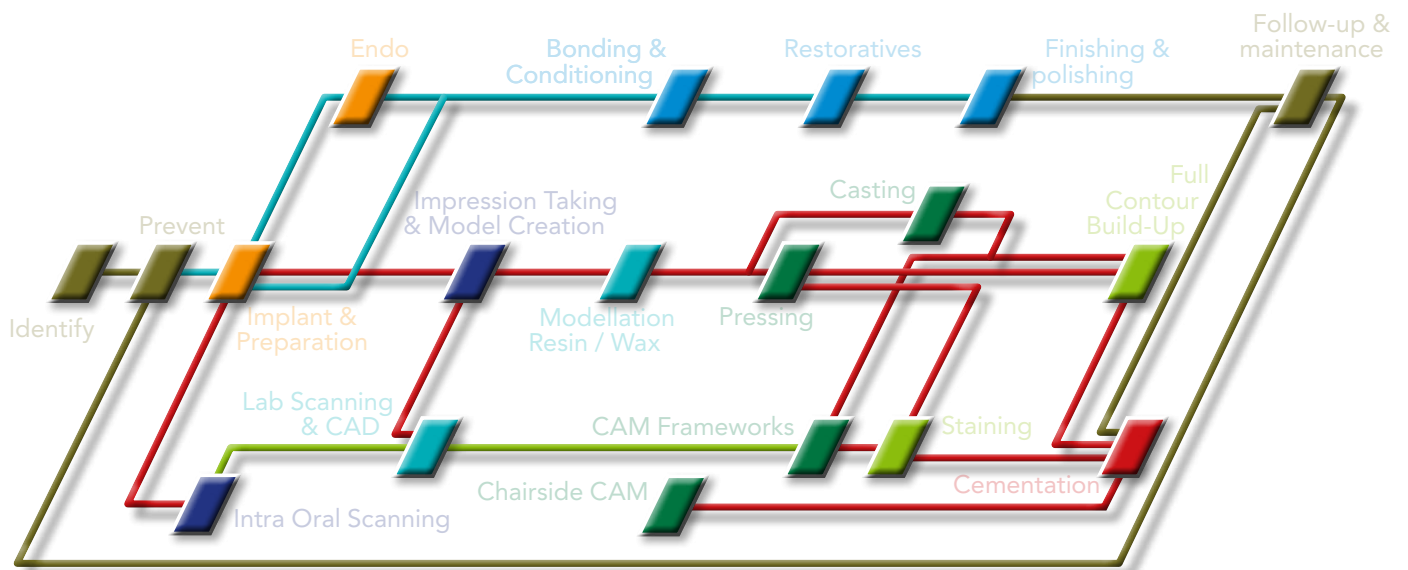 Follow-up &
maintenance
Endo
Bonding &
Conditioning
Restoratives
Finishing &
polishing
Full
Contour
Build-Up
Casting
Impression Taking
& Model Creation
Prevent
Identify
Implant &
Preparation
Modellation
Resin / Wax
Pressing
Lab Scanning
& CAD
CAM Frameworks
Staining
Cementation
Chairside CAM
Intra Oral Scanning